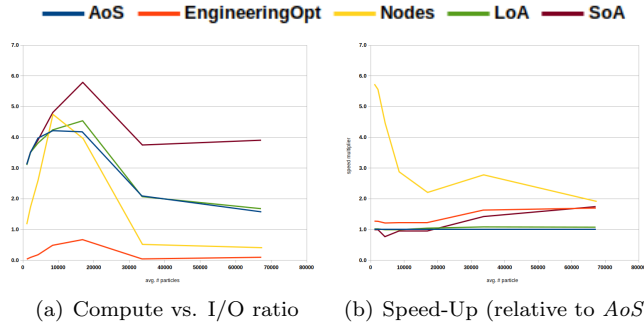 AoS EngineeringOpt Nodes LoA SoA
7.0
6.0
5.0
4.0
3.0
2.0
1.0
0.0
0 10000 20000 30000 40000 50000 60000 70000 80000
avg. # particles
speed multiplier
7.0
6.0
5.0
4.0
3.0
2.0
1.0
0.0
0 10000 20000 30000 40000 50000 60000 70000 8000
avg. # particles
(a) Compute vs. I/O ratio
(b) Speed-Up (relative to AoS